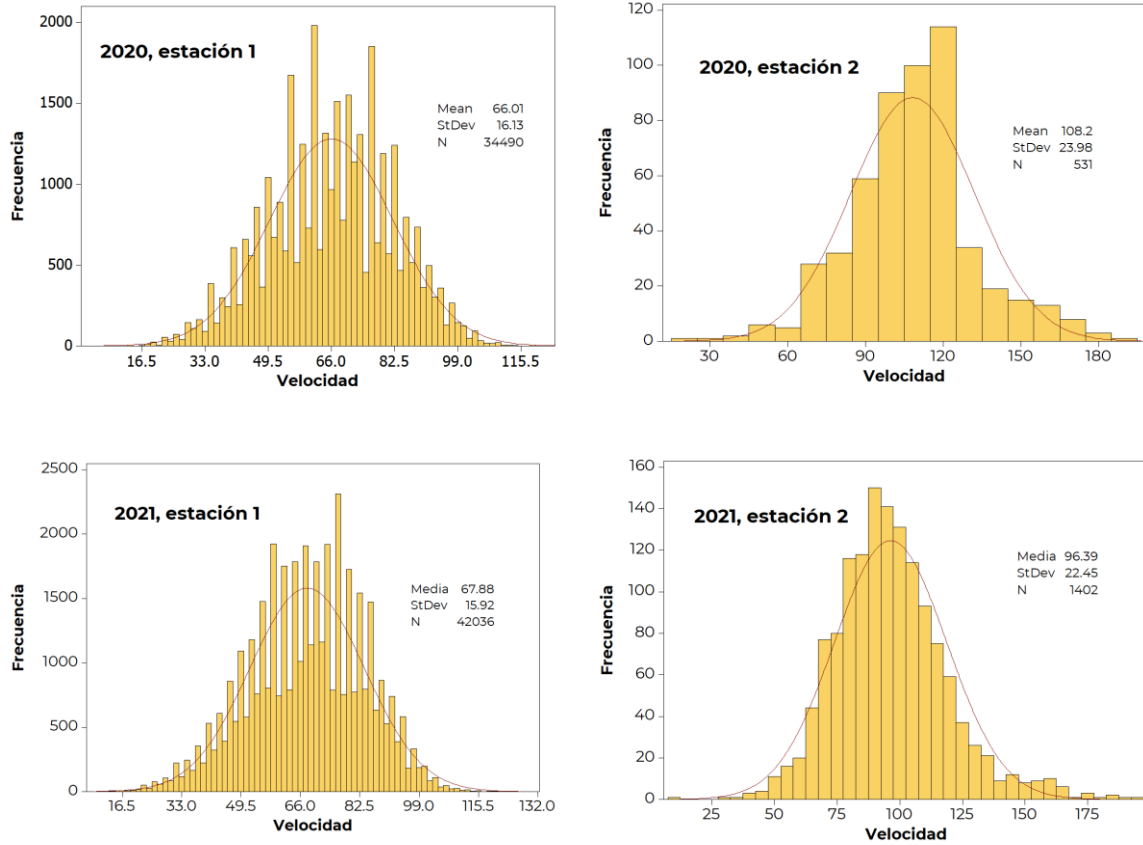 2000
2020, estación 1
1500
1000
500
0
Frecuencia
Mean 66.01
StDev 16.13
N 34490
16.5 33.0 49.5 66.0 82.5 99.0 115.5
Velocidad
120
100
80
60
40
20
0
2020, estación 2
Frecuencia
Mean 108.2
StDev 23.98
N 531
30 60 90 120 150 180
Velocidad
2500
2000
1500
1000
500
0
2021, estación 1
Frecuencia
Media 67.88
StDev 15.92
N 42036
16.5 33.0 49.5 66.0 82.5 99.0 115.5 132.0
Velocidad
160
140
120
100
80
60
40
20
0
2021, estación 2
Frecuencia
Media 96.39
StDev 22.45
N 1402
25 50 75 100 125 150 175
Velocidad